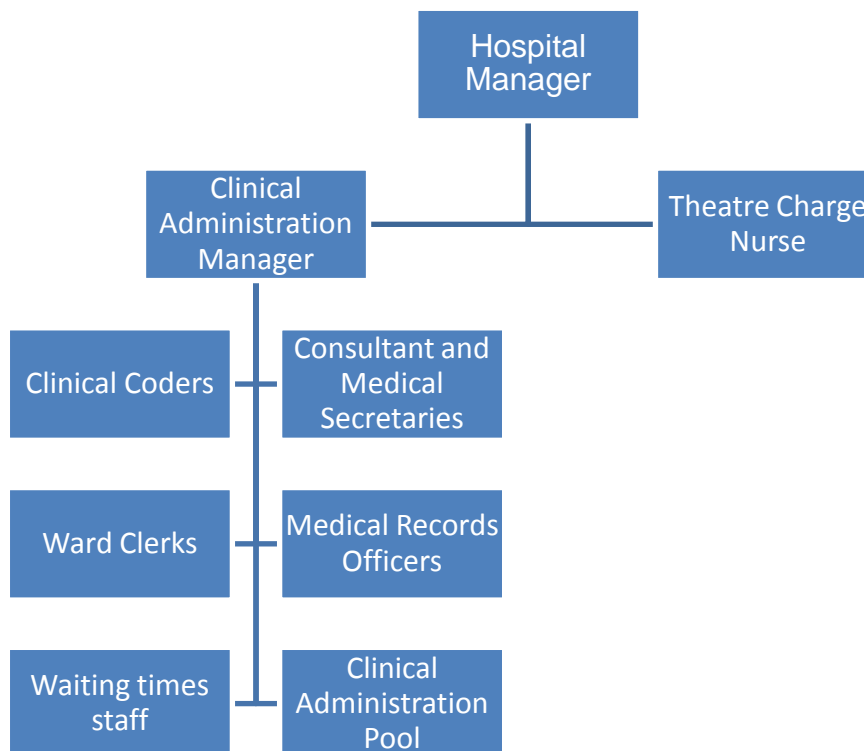 Hospital
Manager
Clinical
Administration
Manager
Theatre Charge
Nurse
Clinical Coders
Consultant and
Medical
Secretaries
Ward Clerks
Medical Records
Officers
Waiting times
staff
Clinical
Administration
Pool